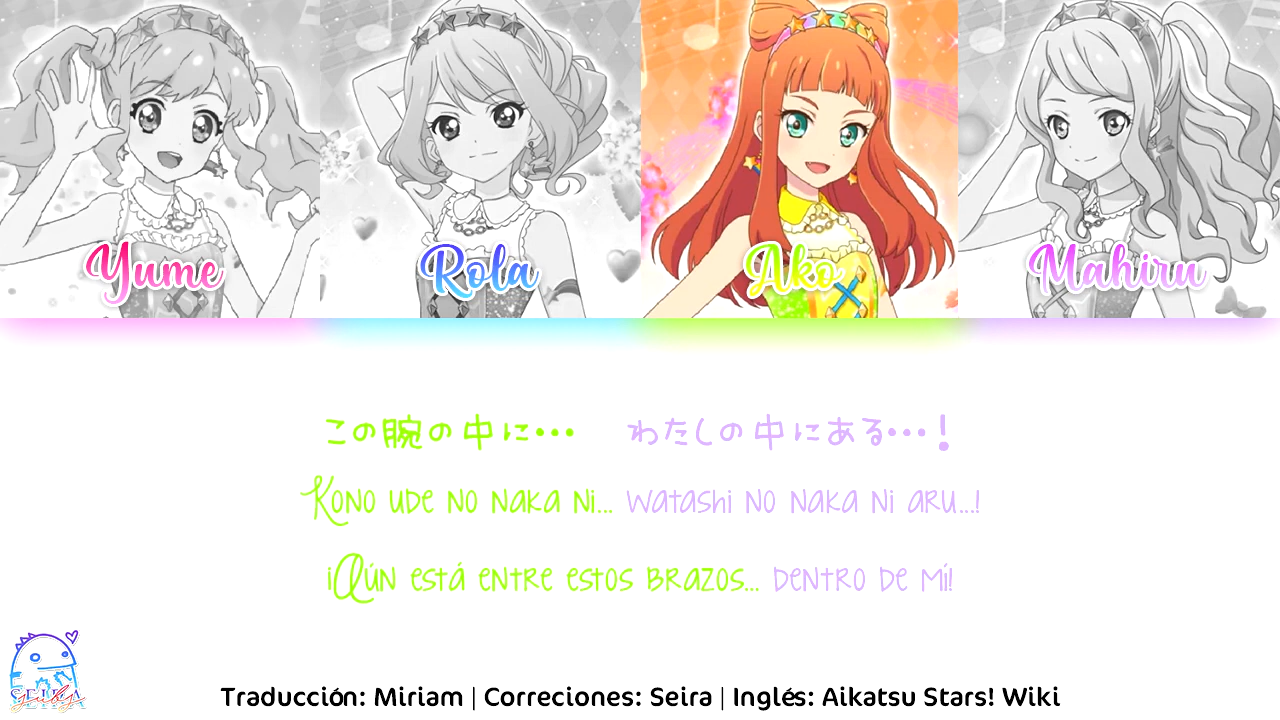 Yume Rola Ako Mahiru
この腕の中に・・・ わたしの中にある・・・！
Kono ude no naka ni... watashi no naka ni aru...!
¡Aún está entre estos brazos... dentro de mí!
SEIRA
Traducción: Miriam | Correciones: Seira | Inglés: Aikatsu Stars! Wiki